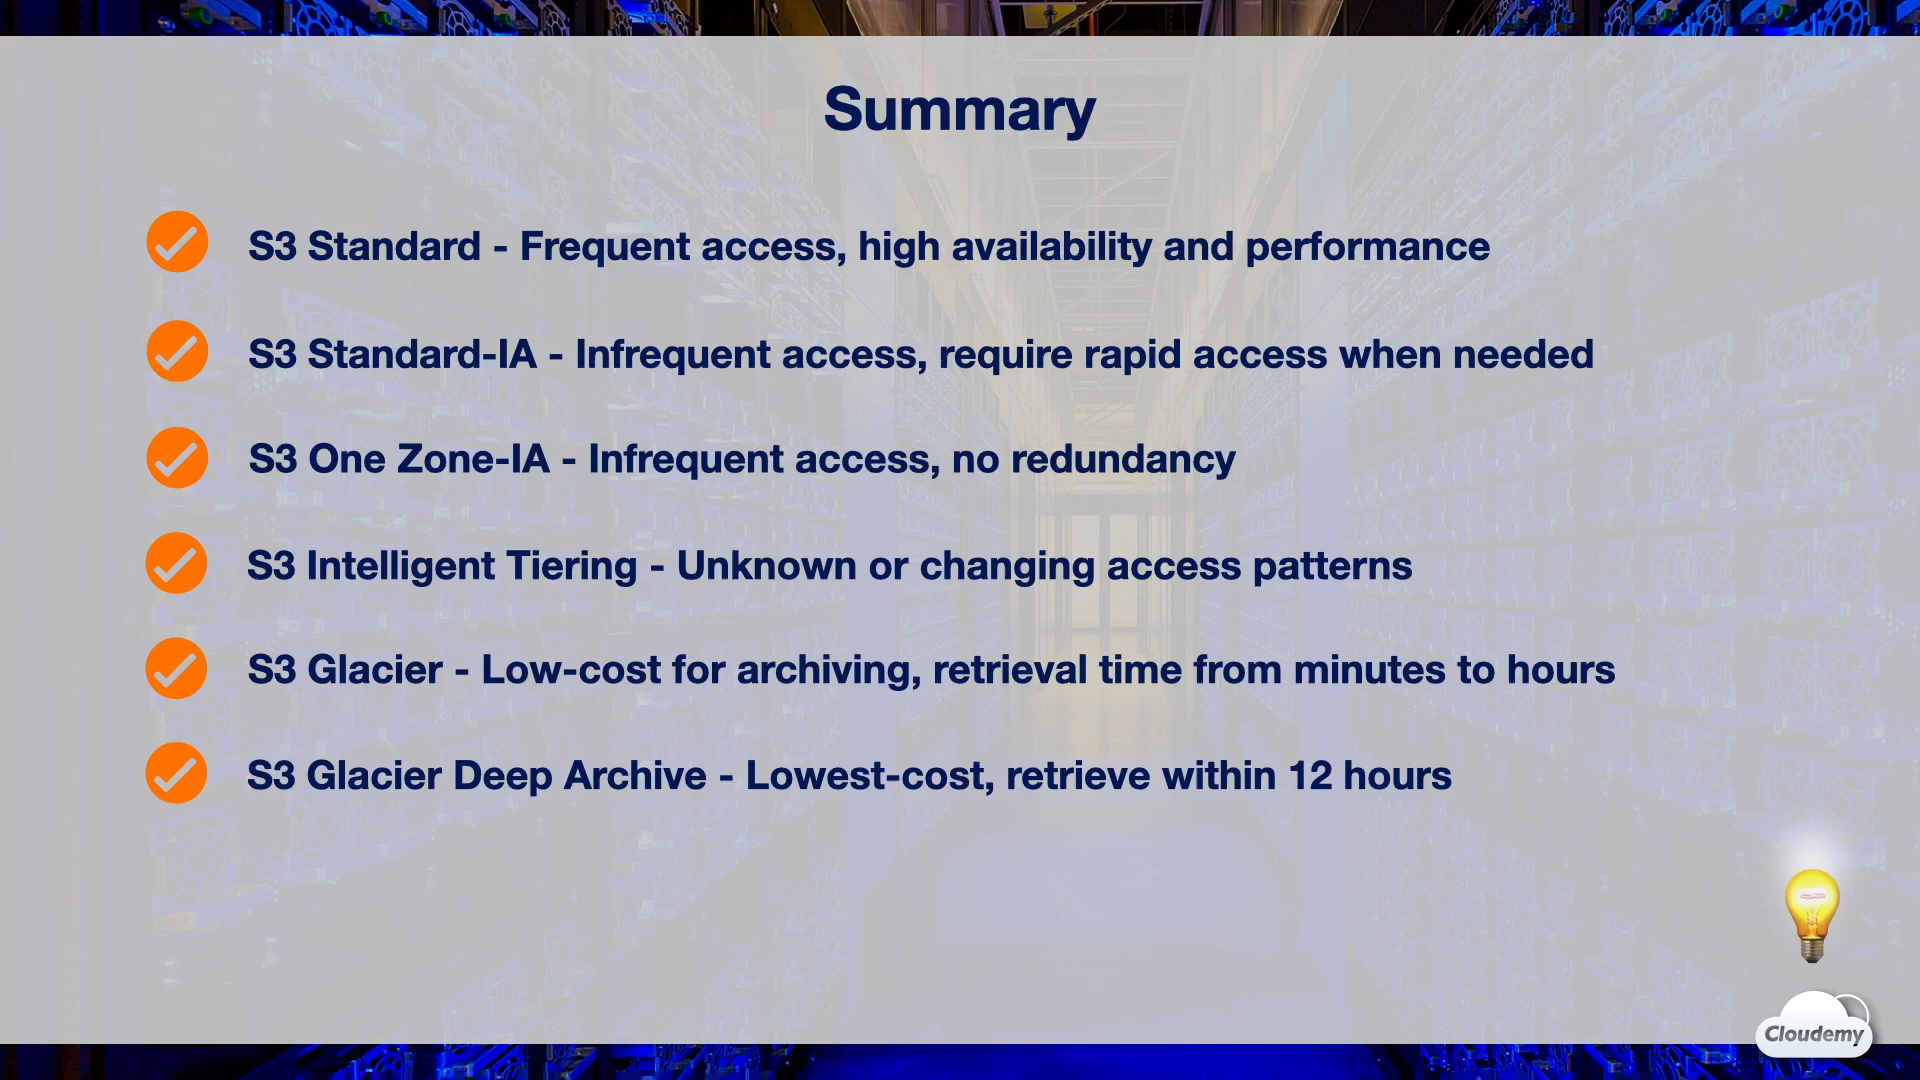 Summary
S3 Standard - Frequent access, high availability and performance
S3 Standard-IA - Infrequent access, require rapid access when needed
S3 One Zone-IA - Infrequent access, no redundancy
S3 Intelligent Tiering - Unknown or changing access patterns
S3 Glacier - Low-cost for archiving, retrieval time from minutes to hours
S3 Glacier Deep Archive - Lowest-cost, retrieve within 12 hours
Cloudemy